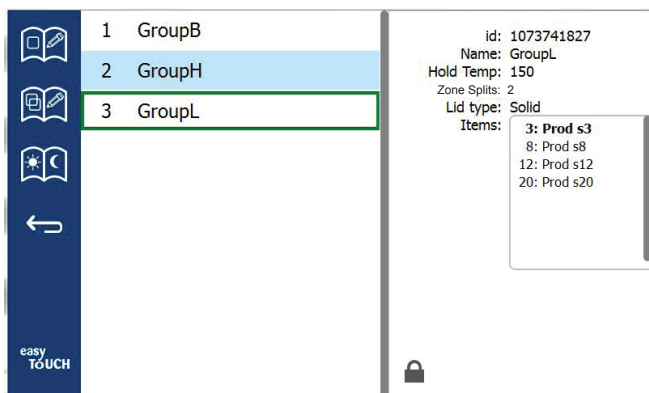 1 GroupB
2 GroupH
3 GroupL
easy
TOUCH
id: 1073741827
Name: GroupL
Hold Temp: 150
Zone Splits: 2
Lid type: Solid
Items:
3: Prod s3
8: Prod s8
12: Prod s12
20: Prod s20